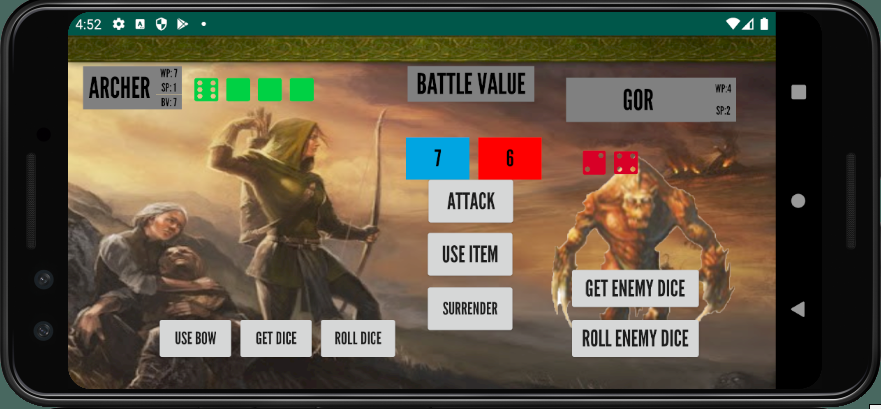 4:52
ARCHER
WP: 7
SP: 1
BV: 7
BATTLE VALUE
GOR
WP:4
SP:2
7
6
ATTACK
USE ITEM
SURRENDER
GET ENEMY DICE
USE BOW
GET DICE
ROLL DICE
ROLL ENEMY DICE